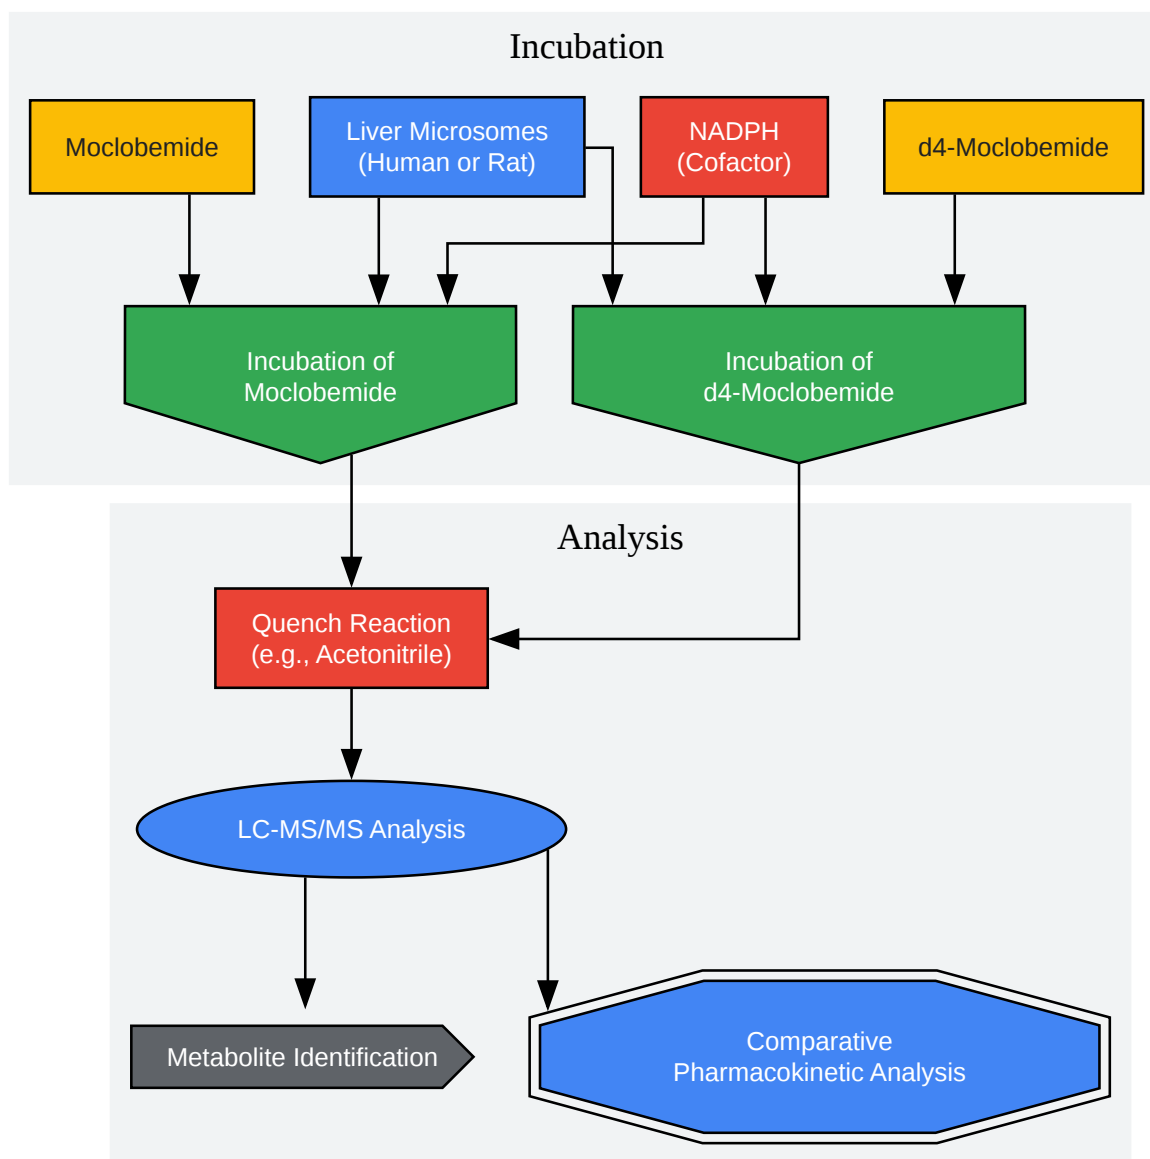 Incubation
Moclobemide
Liver Microsomes
(Human or Rat)
NADPH
(Cofactor)
d4-Moclobemide
Incubation of
Moclobemide
Incubation of
d4-Moclobemide
Analysis
Quench Reaction
(e.g., Acetonitrile)
LC-MS/MS Analysis
Metabolite Identification
Comparative
Pharmacokinetic Analysis